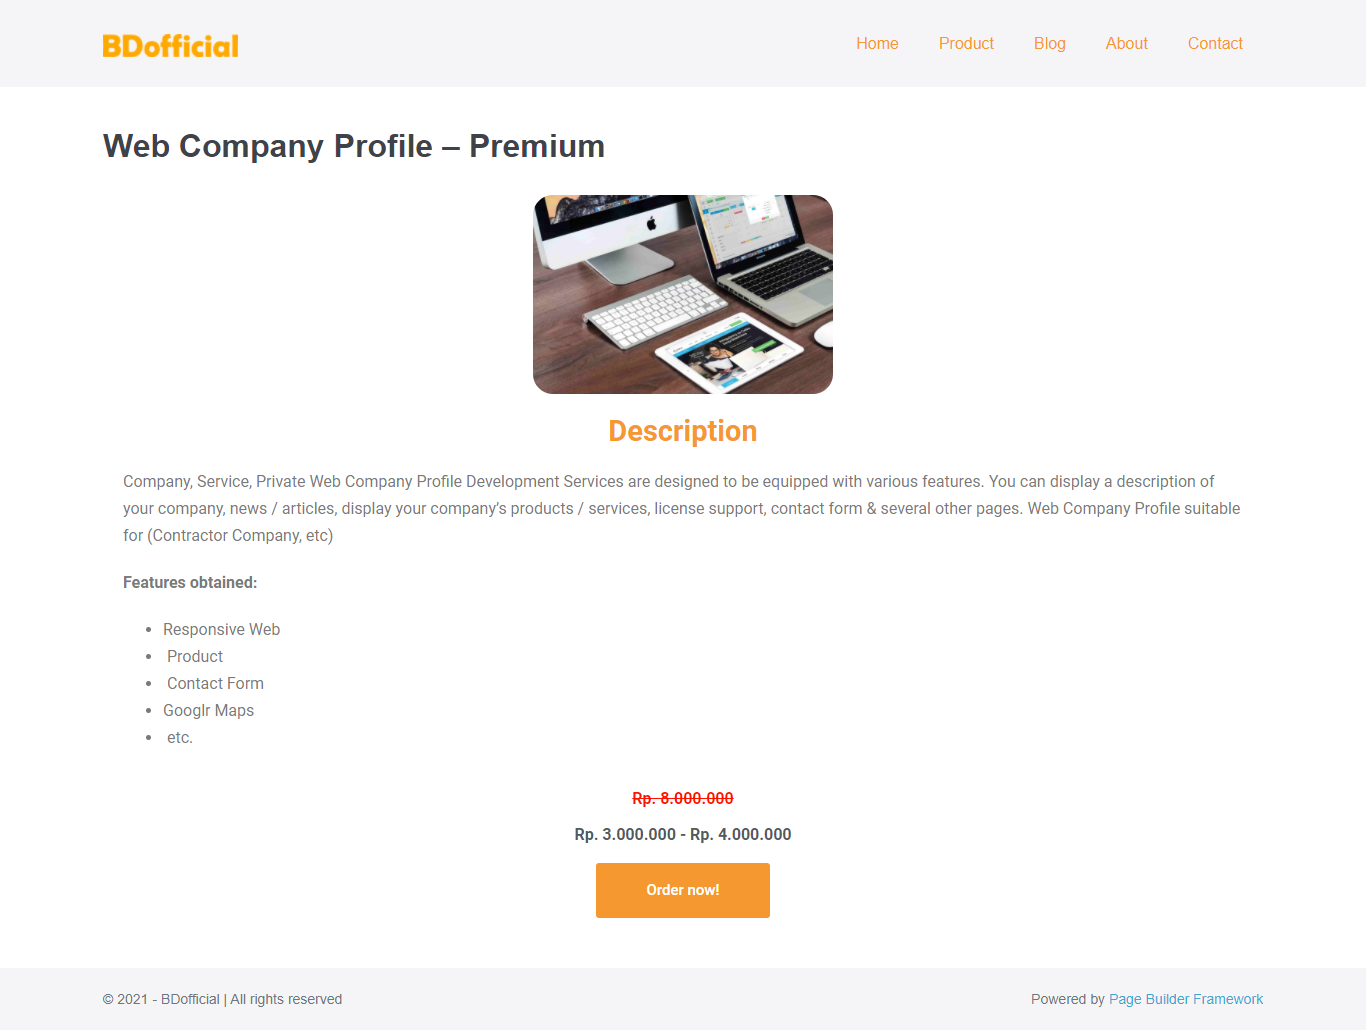 BDofficial
Home Product Blog About Contact
Web Company Profile – Premium
Description
Company, Service, Private Web Company Profile Development Services are designed to be equipped with various features. You can display a description of
your company, news / articles, display your company’s products / services, license support, contact form & several other pages. Web Company Profile suitable
for (Contractor Company, etc)
Features obtained:
• Responsive Web
• Product
• Contact Form
• Googlr Maps
• etc.
Rp. 8.000.000
Rp. 3.000.000 - Rp. 4.000.000
Order now!
© 2021 - BDofficial | All rights reserved
Powered by Page Builder Framework